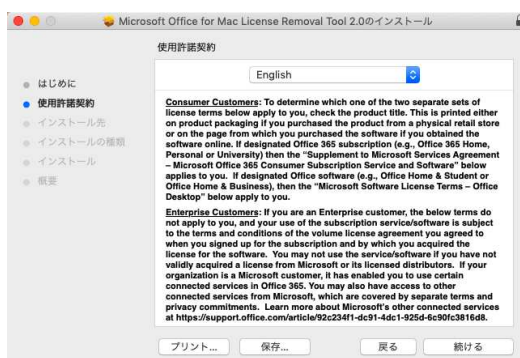 Microsoft Office for Mac License Removal Tool 2.0のインストール
使用許諾契約
English
はじめに
使用許諾契約
インストール先
インストールの種類
インストール
概要
Consumer Customers: To determine which one of the two separate sets of
license terms below apply to you, check the product title. This is printed either
on product packaging if you purchased the product from a physical retail store
or on the page from which you purchased the software if you obtained the
software online. If designated Office 365 subscription (e.g., Office 365 Home,
Personal or University) then the “Supplement to Microsoft Services Agreement
– Microsoft Office 365 Consumer Subscription Service and Software” below
applies to you. If designated Office software (e.g., Office Home & Student or
Office Home & Business), then the “Microsoft Software License Terms – Office
Desktop” below apply to you.
Enterprise Customers: If you are an Enterprise customer, the below terms do
not apply to you, and your use of the subscription service/software is subject
to the terms and conditions of the volume license agreement you agreed to
when you signed up for the subscription and by which you acquired the
license for the software. You may not use the service/software if you have not
validly acquired a license from Microsoft or its licensed distributors. If your
organization is a Microsoft customer, it has enabled you to use certain
connected services in Office 365. You may also have access to other
connected services from Microsoft, which are covered by separate terms and
privacy commitments. Learn more about Microsoft’s other connected services
at https://support.office.com/article/92c234f1-dc91-4dc1-925d-6c90fc3816d8.
プリント...
保存...
戻る
続ける